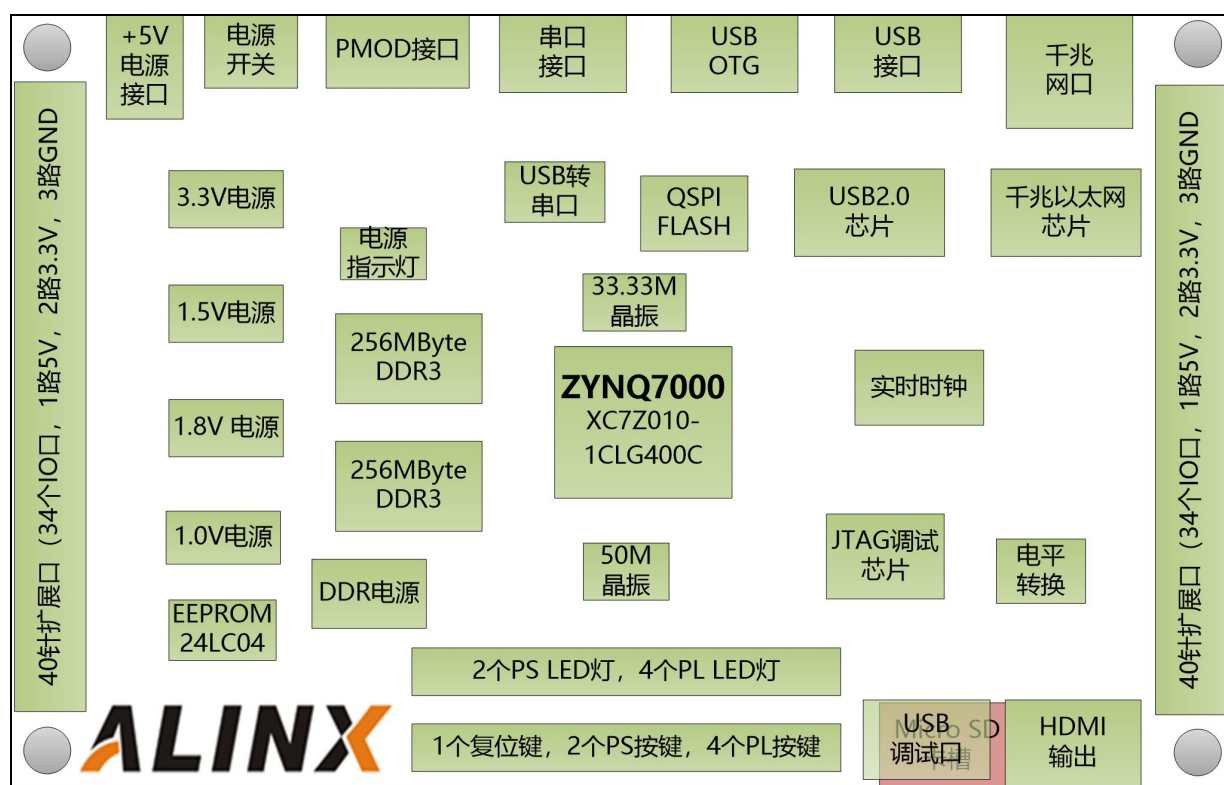 +5V
电源
接口
电源
开关
PMOD接口
串口
接口
USB
OTG
USB
接口
千兆
网口
40针扩展口（34个IO口，1路5V，2路3.3V，3路GND
3.3V电源
USB转
串口
QSPI
FLASH
USB2.0
芯片
千兆以太网
芯片
40针扩展口（34个IO口，1路5V，2路3.3V，3路GND
电源
指示灯
33.33M
晶振
1.5V电源
256MByte
DDR3
ZYNQ7000
XC7Z010-
1CLG400C
实时时钟
1.8V 电源
256MByte
DDR3
1.0V电源
DDR电源
50M
晶振
JTAG调试
芯片
电平
转换
EEPROM
24LC04
2个PS LED灯，4个PL LED灯
ALINX
1个复位键，2个PS按键，4个PL按键
USB
调试口
Micro SD
卡槽
HDMI
输出